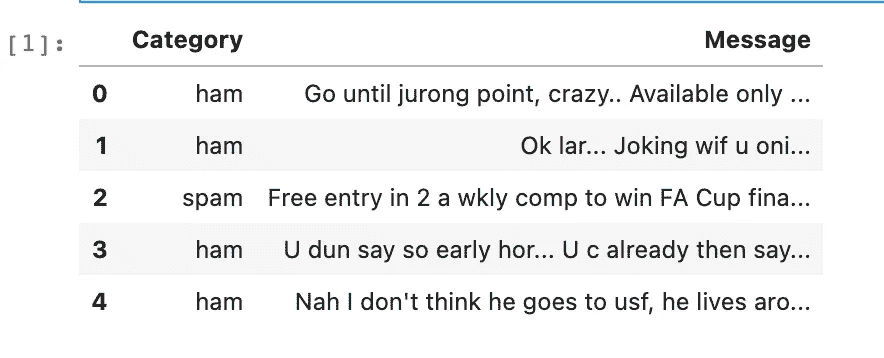 [1]: Category Message
0 ham Go until jurong point, crazy.. Available only ...
1 ham Ok lar... Joking wif u oni...
2 spam Free entry in 2 a wkly comp to win FA Cup fina...
3 ham U dun say so early hor... U c already then say...
4 ham Nah I don't think he goes to usf, he lives aro...